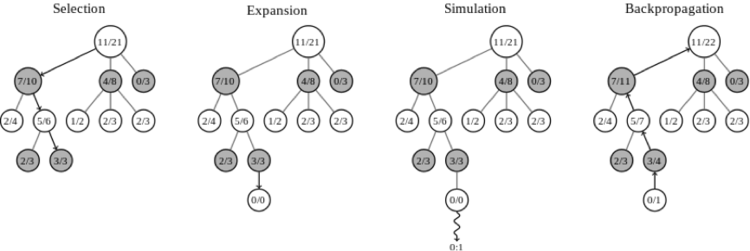 Selection
11/21
7/10 4/8 0/3
2/4 5/6 1/2 2/3 2/3
2/3 3/3
Expansion
11/21
7/10 4/8 0/3
2/4 5/6 1/2 2/3 2/3
2/3 3/3
0/0
Simulation
11/21
7/10 4/8 0/3
2/4 5/6 1/2 2/3 2/3
2/3 3/3
0/0
0:1
Backpropagation
11/22
7/11 4/8 0/3
2/4 5/7 1/2 2/3 2/3
2/3 3/4
0/1